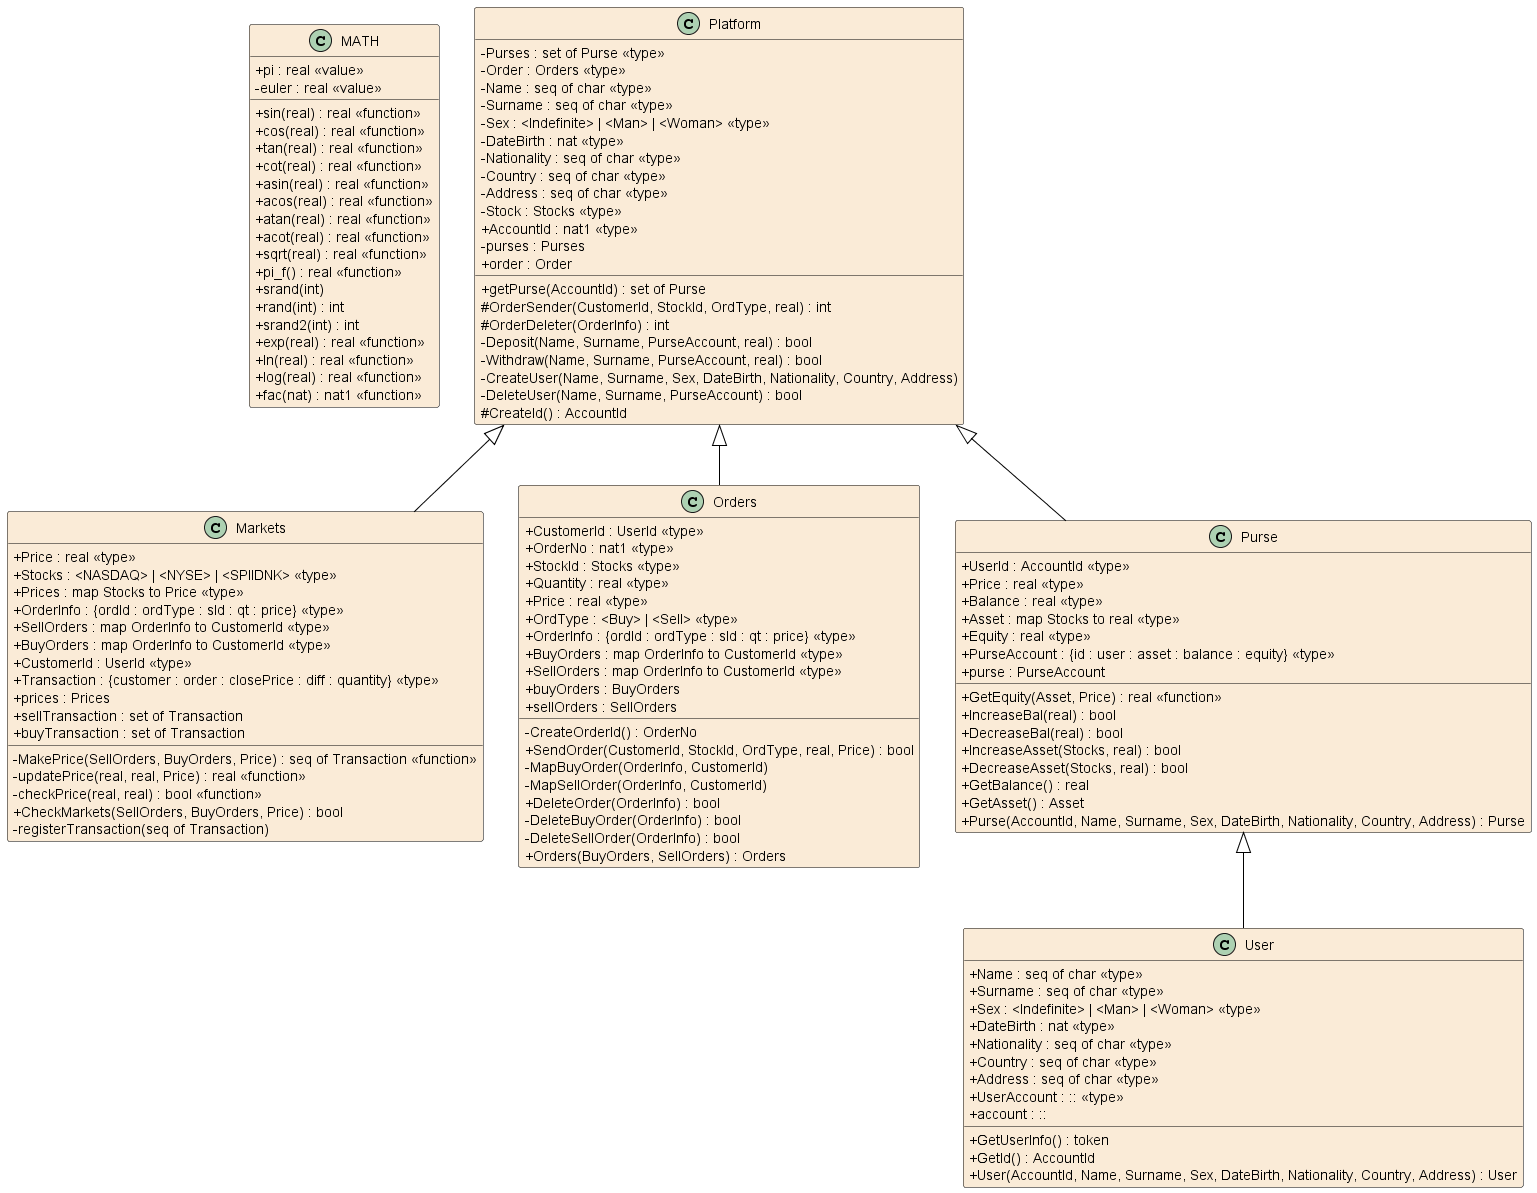 C MATH
+pi : real «value»
-euler : real «value»
+sin(real) : real «function»
+cos(real) : real «function»
+tan(real) : real «function»
+cot(real) : real «function»
+asin(real) : real «function»
+acos(real) : real «function»
+atan(real) : real «function»
+acot(real) : real «function»
+sqrt(real) : real «function»
+pi_f() : real «function»
+srand(int)
+rand(int) : int
+srand2(int) : int
+exp(real) : real «function»
+ln(real) : real «function»
+log(real) : real «function»
+fac(nat) : nat1 «function»
C Platform
-Purses : set of Purse «type»
-Order : Orders «type»
-Name : seq of char «type»
-Surname : seq of char «type»
-Sex : <Indefinite> | <Man> | <Woman> «type»
-DateBirth : nat «type»
-Nationality : seq of char «type»
-Country : seq of char «type»
-Address : seq of char «type»
-Stock : Stocks «type»
+AccountId : nat1 «type»
-purses : Purses
+order : Order
+getPurse(AccountId) : set of Purse
#OrderSender(CustomerId, StockId, OrdType, real) : int
#OrderDeleter(OrderInfo) : int
-Deposit(Name, Surname, PurseAccount, real) : bool
-Withdraw(Name, Surname, PurseAccount, real) : bool
-CreateUser(Name, Surname, Sex, DateBirth, Nationality, Country, Address)
-DeleteUser(Name, Surname, PurseAccount) : bool
#CreateId() : AccountId
C Markets
+Price : real «type»
+Stocks : <NASDAQ> | <NYSE> | <SPIIDNK> «type»
+Prices : map Stocks to Price «type»
+OrderInfo : {ordId : ordType : sId : qt : price} «type»
+SellOrders : map OrderInfo to CustomerId «type»
+BuyOrders : map OrderInfo to CustomerId «type»
+CustomerId : UserId «type»
+Transaction : {customer : order : closePrice : diff : quantity} «type»
+prices : Prices
+sellTransaction : set of Transaction
+buyTransaction : set of Transaction
-MakePrice(SellOrders, BuyOrders, Price) : seq of Transaction «function»
-updatePrice(real, real, Price) : real «function»
-checkPrice(real, real) : bool «function»
+CheckMarkets(SellOrders, BuyOrders, Price) : bool
-registerTransaction(seq of Transaction)
C Orders
+CustomerId : UserId «type»
+OrderNo : nat1 «type»
+StockId : Stocks «type»
+Quantity : real «type»
+Price : real «type»
+OrdType : <Buy> | <Sell> «type»
+OrderInfo : {ordId : ordType : sId : qt : price} «type»
+BuyOrders : map OrderInfo to CustomerId «type»
+SellOrders : map OrderInfo to CustomerId «type»
+buyOrders : BuyOrders
+sellOrders : SellOrders
-CreateOrderId() : OrderNo
+SendOrder(CustomerId, StockId, OrdType, real, Price) : bool
-MapBuyOrder(OrderInfo, CustomerId)
-MapSellOrder(OrderInfo, CustomerId)
+DeleteOrder(OrderInfo) : bool
-DeleteBuyOrder(OrderInfo) : bool
-DeleteSellOrder(OrderInfo) : bool
+Orders(BuyOrders, SellOrders) : Orders
C Purse
+UserId : AccountId «type»
+Price : real «type»
+Balance : real «type»
+Asset : map Stocks to real «type»
+Equity : real «type»
+PurseAccount : {id : user : asset : balance : equity} «type»
+purse : PurseAccount
+GetEquity(Asset, Price) : real «function»
+IncreaseBal(real) : bool
+DecreaseBal(real) : bool
+IncreaseAsset(Stocks, real) : bool
+DecreaseAsset(Stocks, real) : bool
+GetBalance() : real
+GetAsset() : Asset
+Purse(AccountId, Name, Surname, Sex, DateBirth, Nationality, Country, Address) : Purse
C User
+Name : seq of char «type»
+Surname : seq of char «type»
+Sex : <Indefinite> | <Man> | <Woman> «type»
+DateBirth : nat «type»
+Nationality : seq of char «type»
+Country : seq of char «type»
+Address : seq of char «type»
+UserAccount : :: «type»
+account : ::
+GetUserInfo() : token
+GetId() : AccountId
+User(AccountId, Name, Surname, Sex, DateBirth, Nationality, Country, Address) : User